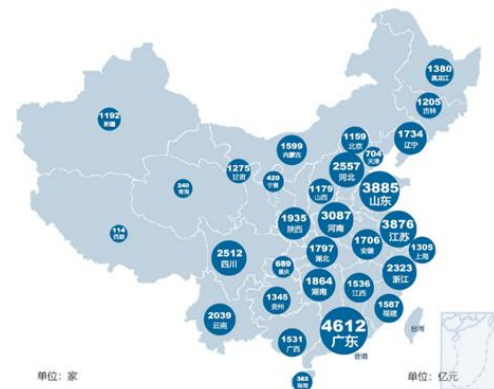 1380
黑龙江
1205
吉林
1192
新疆
1734
辽宁
1599
内蒙古
1159
北京
704
天津
1275
甘肃
2557
河北
420
宁夏
340
青海
1179
山西
3885
山东
1935
陕西
3087
河南
3876
江苏
114
西藏
1797
湖北
1706
安徽
1305
上海
2512
四川
689
重庆
2323
浙江
1864
湖南
1536
江西
1345
贵州
1587
福建
2039
云南
4612
广东
台湾
1531
广西
香港
382
海南
单位：家
单位：亿元